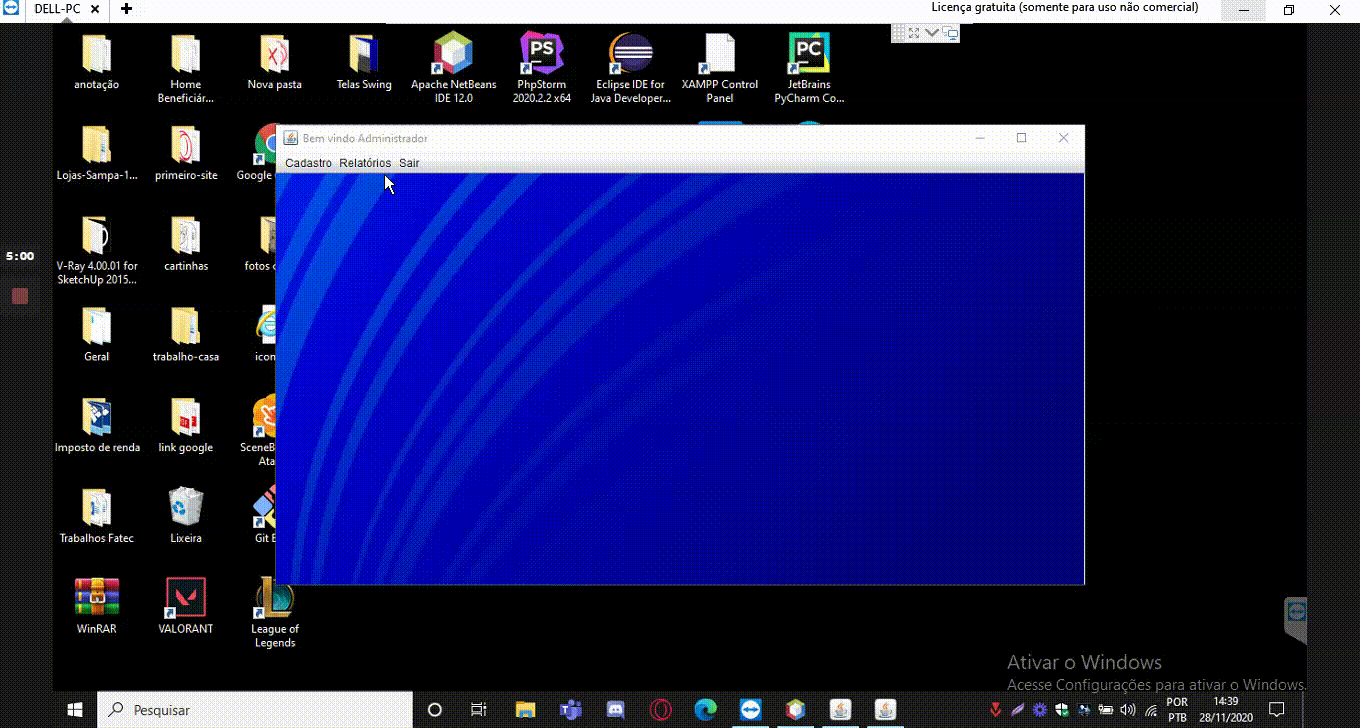 DELL-PC
Licença gratuita (somente para uso não comercial)
anotação
Home
Beneficiár...
Nova pasta
Telas Swing
Apache NetBeans
IDE 12.0
PhpStorm
2020.2.2 x64
Eclipse IDE for
Java Developer...
XAMPP Control
Panel
JetBrains
PyCharm Co...
PS
PC
Bem vindo Administrador
Cadastro Relatórios Sair
Lojas-Sampa-1...
primeiro-site
Google
V-Ray 4.00.01 for
SketchUp 2015...
cartinhas
fotos
5:00
Geral
trabalho-casa
icon
Imposto de renda
link google
SceneB
Ata
Trabalhos Fatec
Lixeira
Git
WinRAR
VALORANT
League of
Legends
Ativar o Windows
Acesse Configurações para ativar o Windows.
Pesquisar
POR
PTB
14:39
28/11/2020